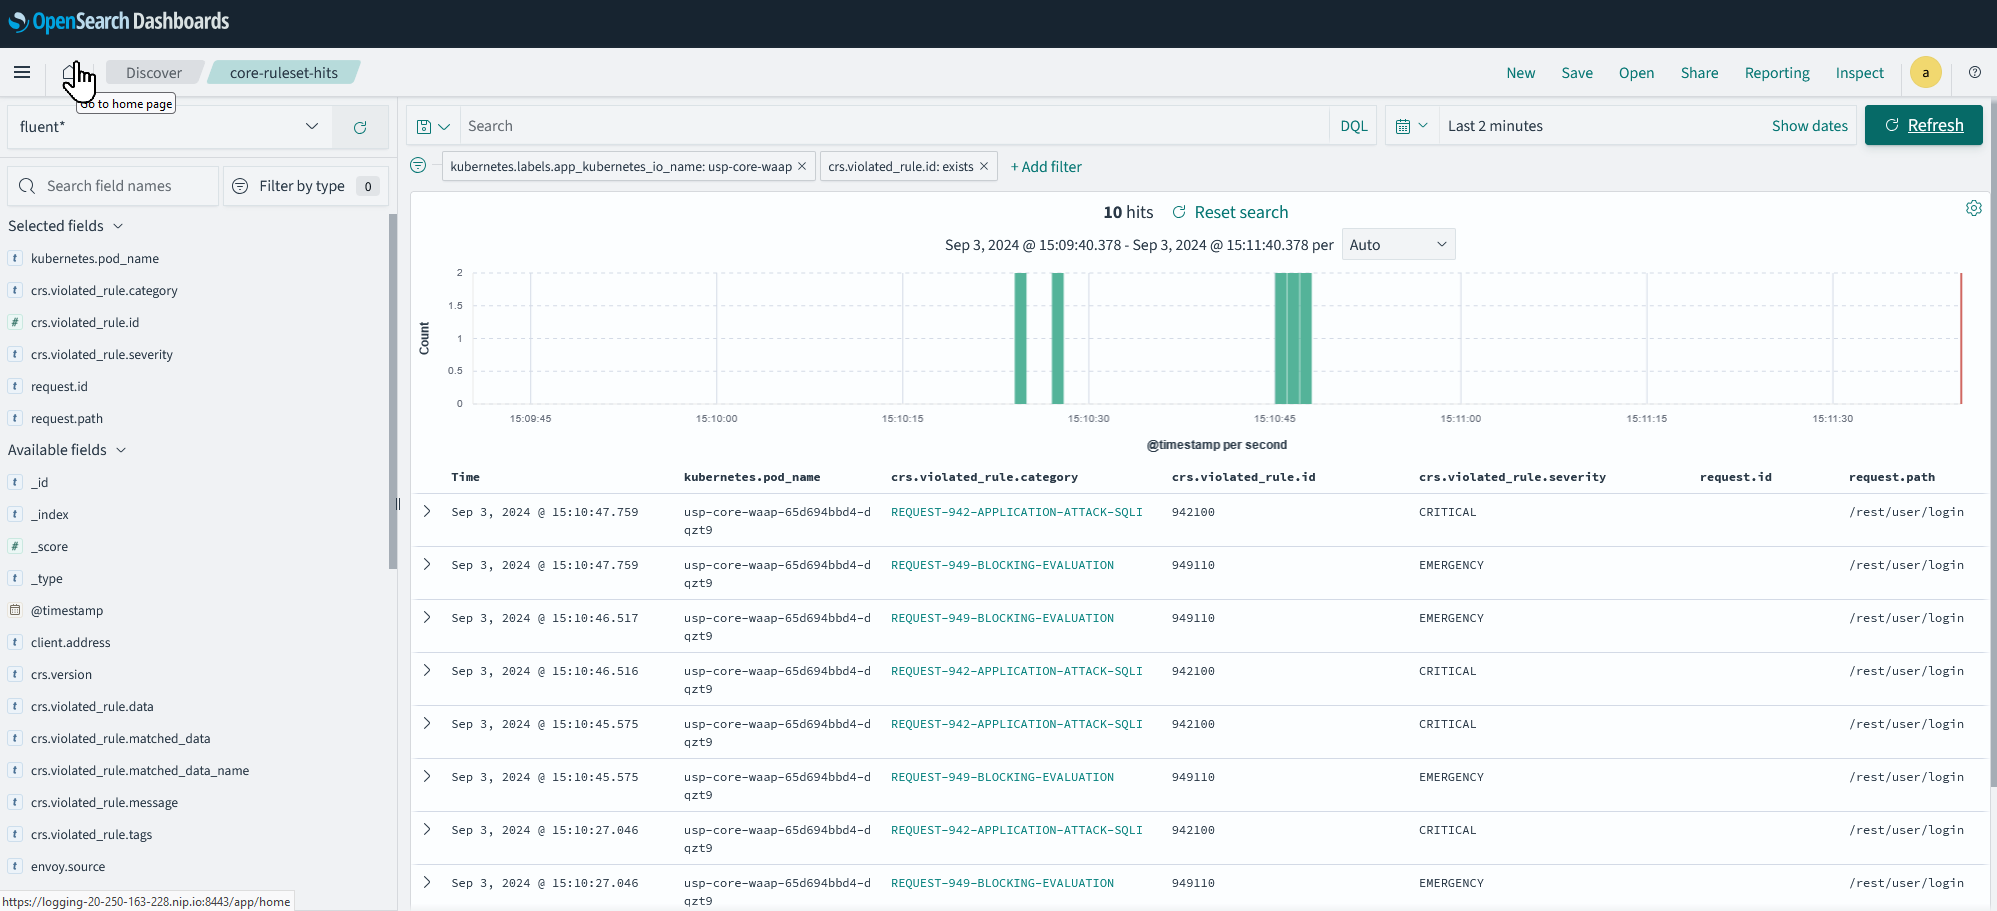 OpenSearch Dashboards
Discover
core-ruleset-hits
New Save Open Share Reporting Inspect a
Go to home page
fluent*
Search DQL
Last 2 minutes Show dates
Refresh
kubernetes.labels.app_kubernetes_io_name: usp-core-waap ×
crs.violated_rule.id: exists ×
+ Add filter
Search field names
Filter by type 0
Selected fields
t kubernetes.pod_name
t crs.violated_rule.category
# crs.violated_rule.id
t crs.violated_rule.severity
t request.id
t request.path
Available fields
t _id
t _index
# _score
t _type
@timestamp
t client.address
t crs.version
t crs.violated_rule.data
t crs.violated_rule.matched_data
t crs.violated_rule.matched_data_name
t crs.violated_rule.message
t crs.violated_rule.tags
t envoy.source
https://logging-20-250-163-228.nip.io:8443/app/home
10 hits Reset search
Sep 3, 2024 @ 15:09:40.378 - Sep 3, 2024 @ 15:11:40.378 per Auto
Count
2
1.5
1
0.5
0
15:09:45 15:10:00 15:10:15 15:10:30 15:10:45 15:11:00 15:11:15 15:11:30
@timestamp per second
Time kubernetes.pod_name crs.violated_rule.category crs.violated_rule.id crs.violated_rule.severity request.id request.path
Sep 3, 2024 @ 15:10:47.759 usp-core-waap-65d694bbd4-d REQUEST-942-APPLICATION-ATTACK-SQLI 942100 CRITICAL /rest/user/login
qzt9
Sep 3, 2024 @ 15:10:47.759 usp-core-waap-65d694bbd4-d REQUEST-949-BLOCKING-EVALUATION 949110 EMERGENCY /rest/user/login
qzt9
Sep 3, 2024 @ 15:10:46.517 usp-core-waap-65d694bbd4-d REQUEST-949-BLOCKING-EVALUATION 949110 EMERGENCY /rest/user/login
qzt9
Sep 3, 2024 @ 15:10:46.516 usp-core-waap-65d694bbd4-d REQUEST-942-APPLICATION-ATTACK-SQLI 942100 CRITICAL /rest/user/login
qzt9
Sep 3, 2024 @ 15:10:45.575 usp-core-waap-65d694bbd4-d REQUEST-942-APPLICATION-ATTACK-SQLI 942100 CRITICAL /rest/user/login
qzt9
Sep 3, 2024 @ 15:10:45.575 usp-core-waap-65d694bbd4-d REQUEST-949-BLOCKING-EVALUATION 949110 EMERGENCY /rest/user/login
qzt9
Sep 3, 2024 @ 15:10:27.046 usp-core-waap-65d694bbd4-d REQUEST-942-APPLICATION-ATTACK-SQLI 942100 CRITICAL /rest/user/login
qzt9
Sep 3, 2024 @ 15:10:27.046 usp-core-waap-65d694bbd4-d REQUEST-949-BLOCKING-EVALUATION 949110 EMERGENCY /rest/user/login
qzt9